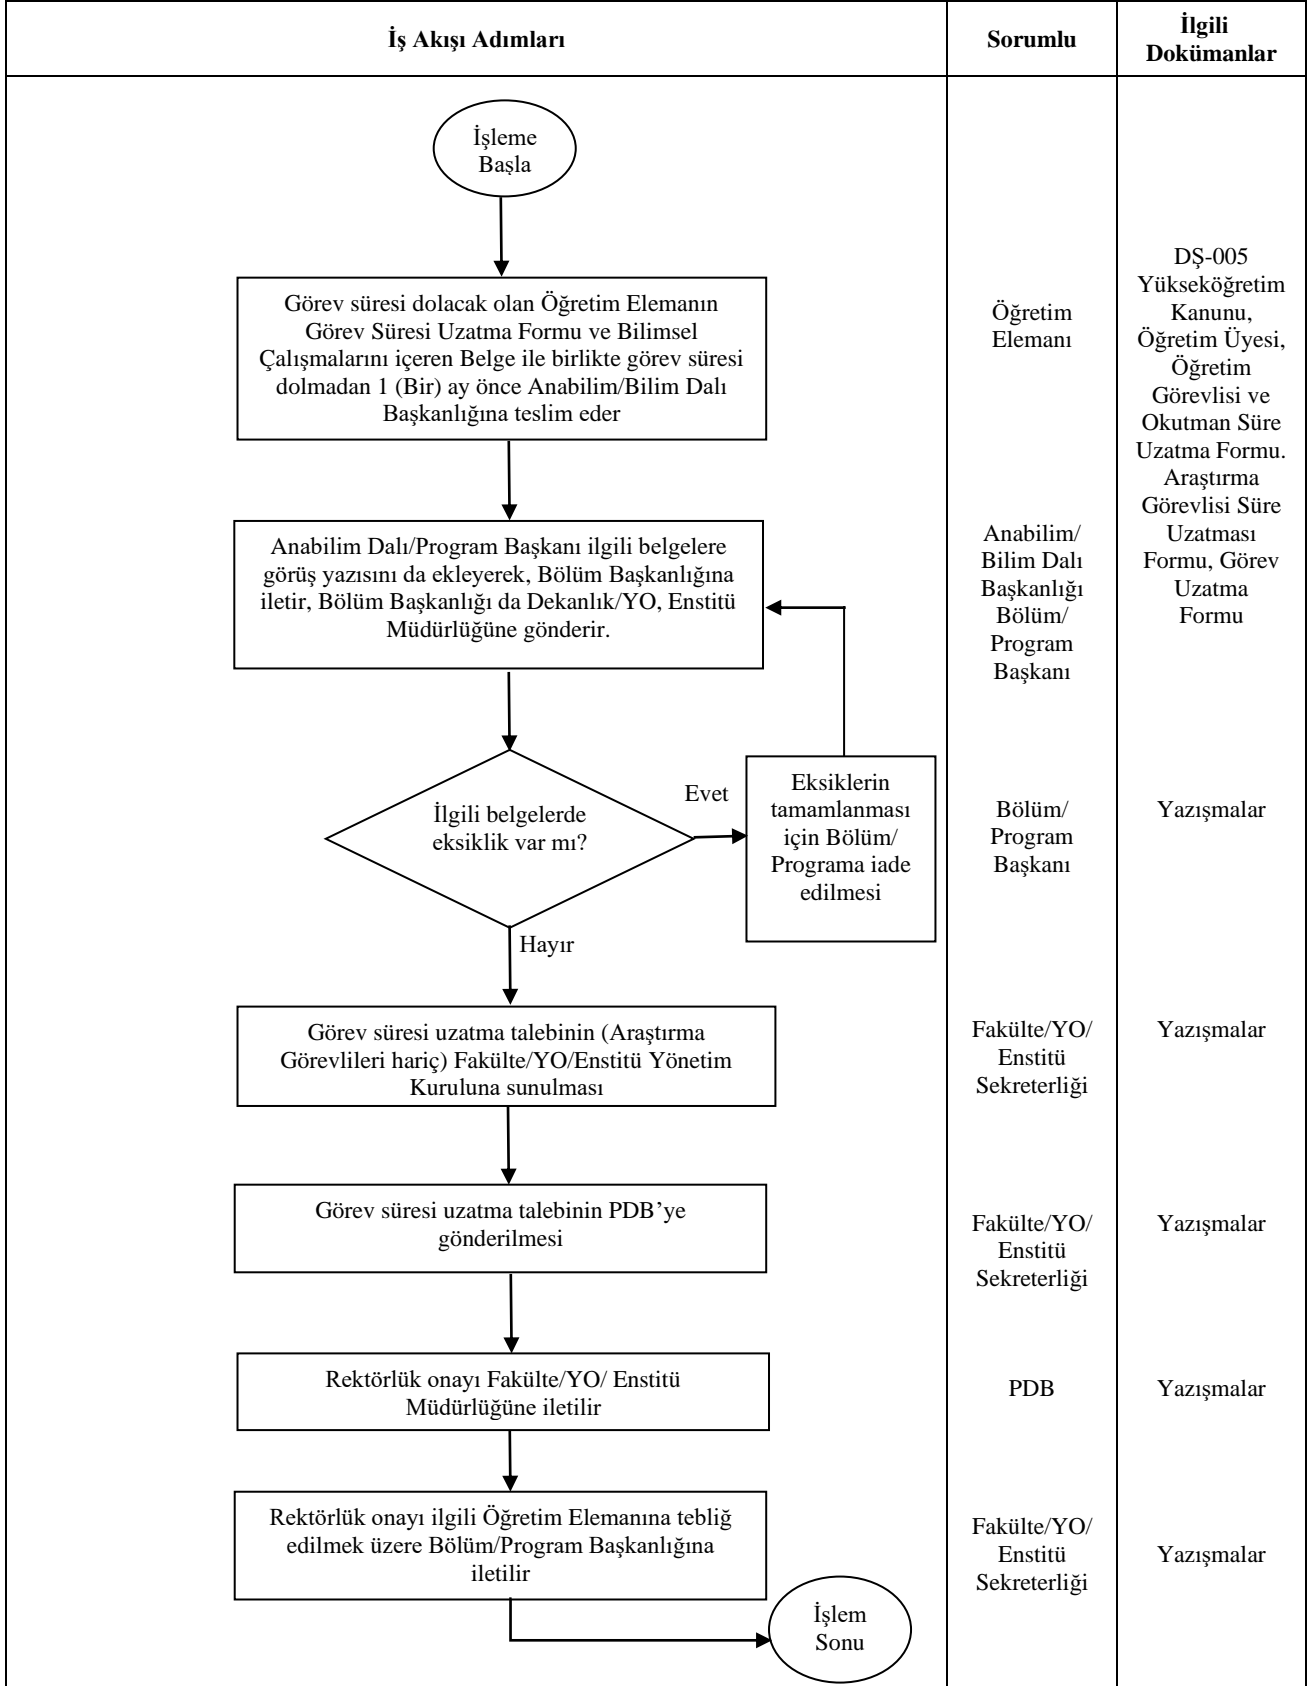 İş Akışı Adımları
Sorumlu
İlgili
Dokümanlar
İşleme
Başla
Görev süresi dolacak olan Öğretim Elemanın
Görev Süresi Uzatma Formu ve Bilimsel
Çalışmalarını içeren Belge ile birlikte görev süresi
dolmadan 1 (Bir) ay önce Anabilim/Bilim Dalı
Başkanlığına teslim eder
Öğretim
Elemanı
DŞ-005
Yükseköğretim
Kanunu,
Öğretim Üyesi,
Öğretim
Görevlisi ve
Okutman Süre
Uzatma Formu.
Araştırma
Görevlisi Süre
Uzatması
Formu, Görev
Uzatma
Formu
Anabilim Dalı/Program Başkanı ilgili belgelere
görüş yazısını da ekleyerek, Bölüm Başkanlığına
iletir, Bölüm Başkanlığı da Dekanlık/YO, Enstitü
Müdürlüğüne gönderir.
Anabilim/
Bilim Dalı
Başkanlığı
Bölüm/
Program
Başkanı
İlgili belgelerde
eksiklik var mı?
Evet
Eksiklerin
tamamlanması
için Bölüm/
Programa iade
edilmesi
Bölüm/
Program
Başkanı
Yazışmalar
Hayır
Görev süresi uzatma talebinin (Araştırma
Görevlileri hariç) Fakülte/YO/Enstitü Yönetim
Kuruluna sunulması
Fakülte/YO/
Enstitü
Sekreterliği
Yazışmalar
Görev süresi uzatma talebinin PDB’ye
gönderilmesi
Fakülte/YO/
Enstitü
Sekreterliği
Yazışmalar
Rektörlük onayı Fakülte/YO/ Enstitü
Müdürlüğüne iletilir
PDB
Yazışmalar
Rektörlük onayı ilgili Öğretim Elemanına tebliğ
edilmek üzere Bölüm/Program Başkanlığına
iletilir
Fakülte/YO/
Enstitü
Sekreterliği
Yazışmalar
İşlem
Sonu